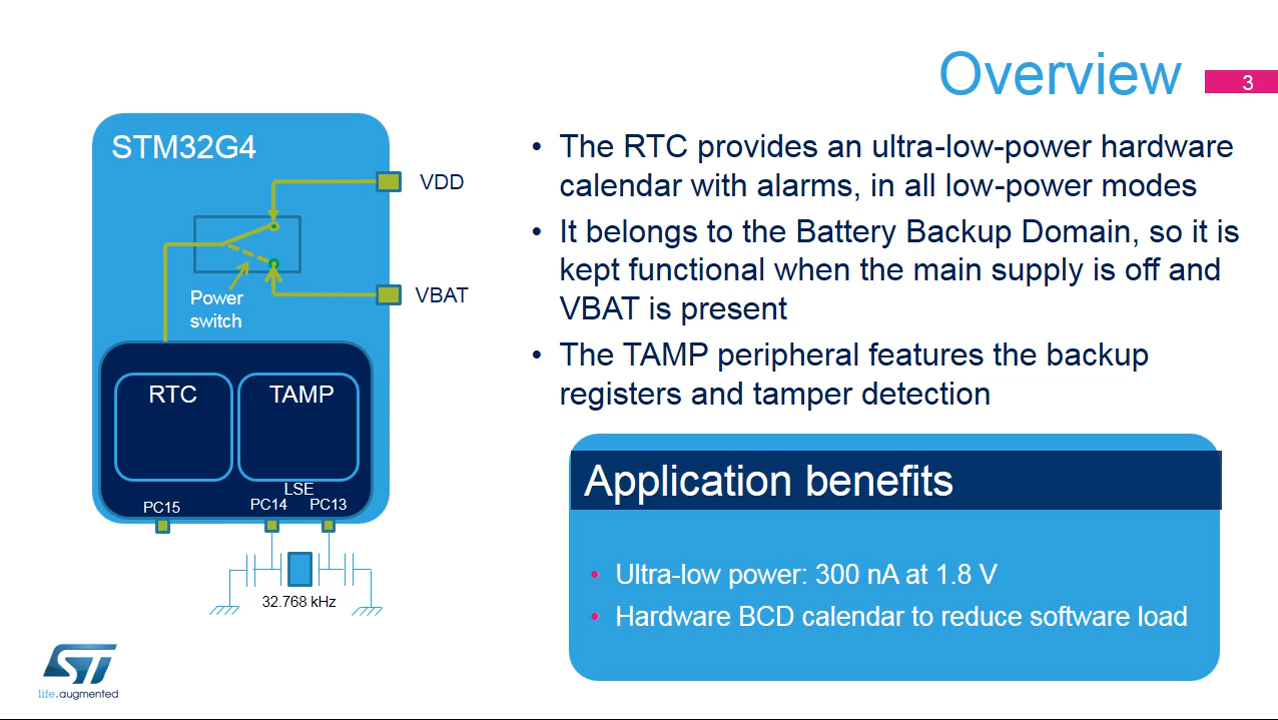 Overview
3
STM32G4
VDD
VBAT
Power
switch
RTC
TAMP
LSE
PC15
PC14
PC13
32.768 kHz
• The RTC provides an ultra-low-power hardware
calendar with alarms, in all low-power modes
• It belongs to the Battery Backup Domain, so it is
kept functional when the main supply is off and
VBAT is present
• The TAMP peripheral features the backup
registers and tamper detection
Application benefits
• Ultra-low power: 300 nA at 1.8 V
• Hardware BCD calendar to reduce software load
ST
life.augmented